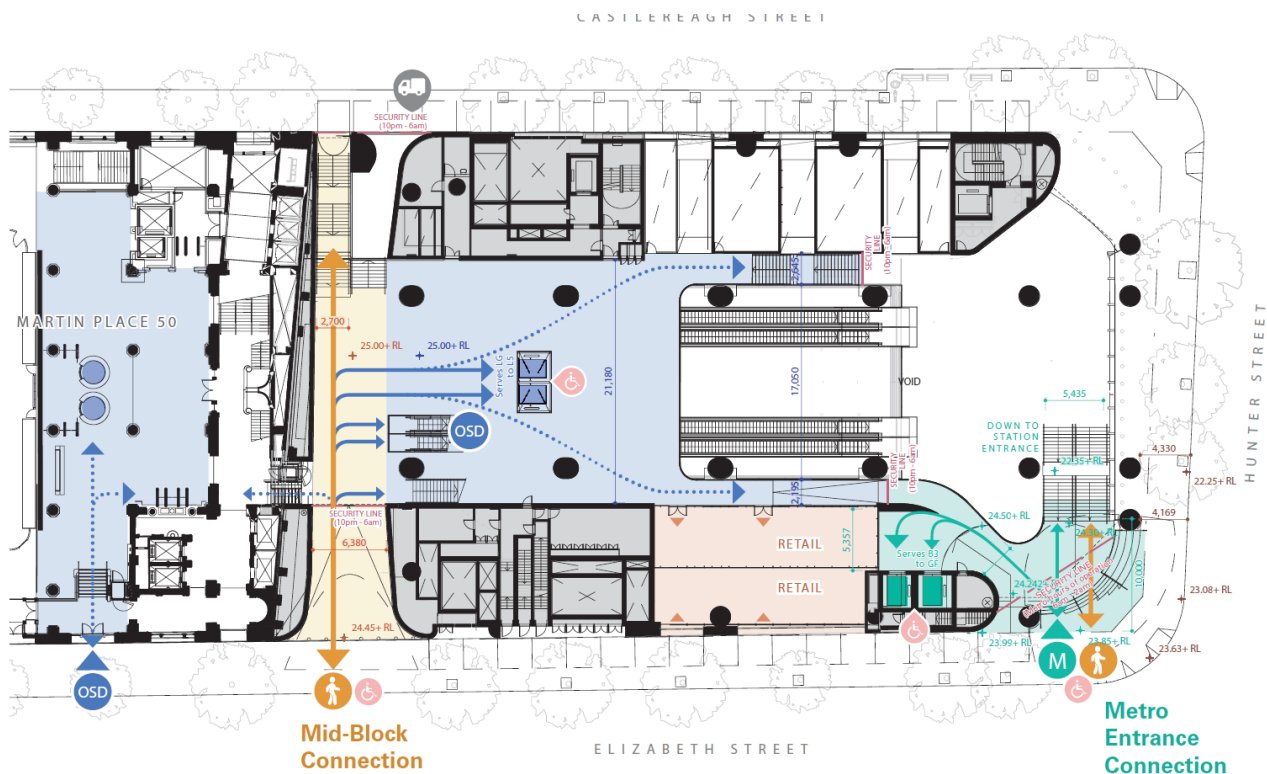 CASTLEREAGH STREET
SECURITY LINE
(10pm - 6am)
MARTIN PLACE 50
2,700
25.00+ RL
25.00+ RL
Serves LG
to L5
OSD
21,180
2,645
17,050
2,195
SECURITY
LINE
(10pm - 6am)
VOID
SECURITY
LINE
(10pm - 6am)
5,435
DOWN TO
STATION
ENTRANCE
22.35+ RL
4,330
22.25+ RL
4,169
HUNTER STREET
SECURITY LINE
(10pm - 6am)
6,380
24.45+ RL
RETAIL
RETAIL
5,357
24.50+ RL
Serves B3
to GF
24.242+
SECURITY LINE
10,000
23.08+ RL
23.99+ RL
23.85+ RL
23.63+ RL
OSD
M
Mid-Block
Connection
ELIZABETH STREET
Metro
Entrance
Connection